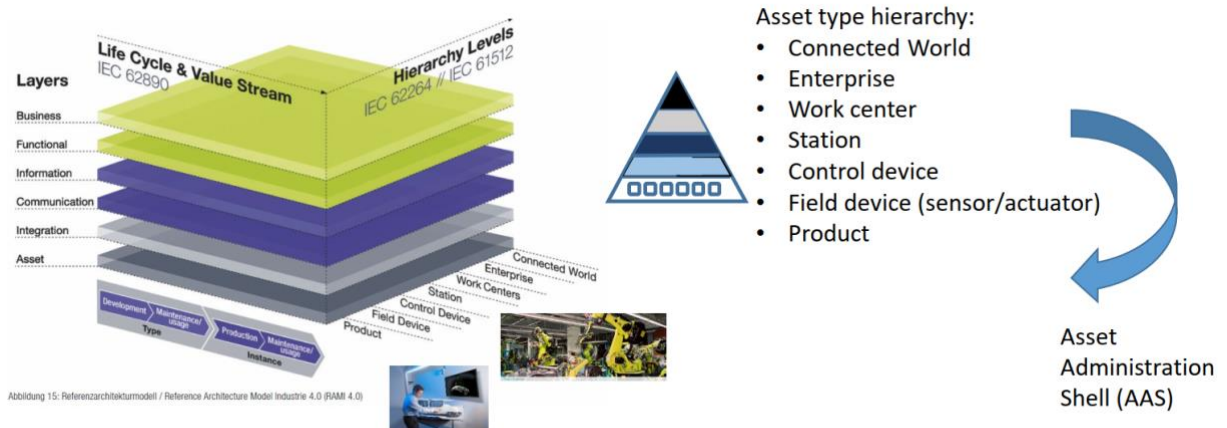 Life Cycle & Value Stream
IEC 62890
Hierarchy Levels
IEC 62264 // IEC 61512
Layers
Business
Functional
Information
Communication
Integration
Asset
Connected World
Enterprise
Work Centers
Station
Control Device
Field Device
Product
Development
Maintenance/
usage
Production
Maintenance/
usage
Type
Instance
Abbildung 15: Referenzarchitekturmodell / Reference Architecture Model Industrie 4.0 (RAMI 4.0)
Asset type hierarchy:
• Connected World
• Enterprise
• Work center
• Station
• Control device
• Field device (sensor/actuator)
• Product
Asset
Administration
Shell (AAS)